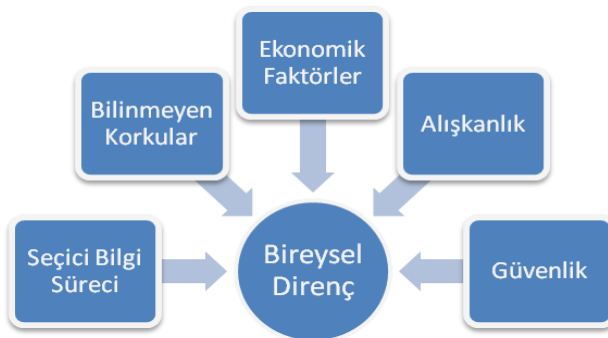 Ekonomik
Faktörler
Bilinmeyen
Korkular
Alışkanlık
Seçici Bilgi
Süreci
Bireysel
Direnç
Güvenlik